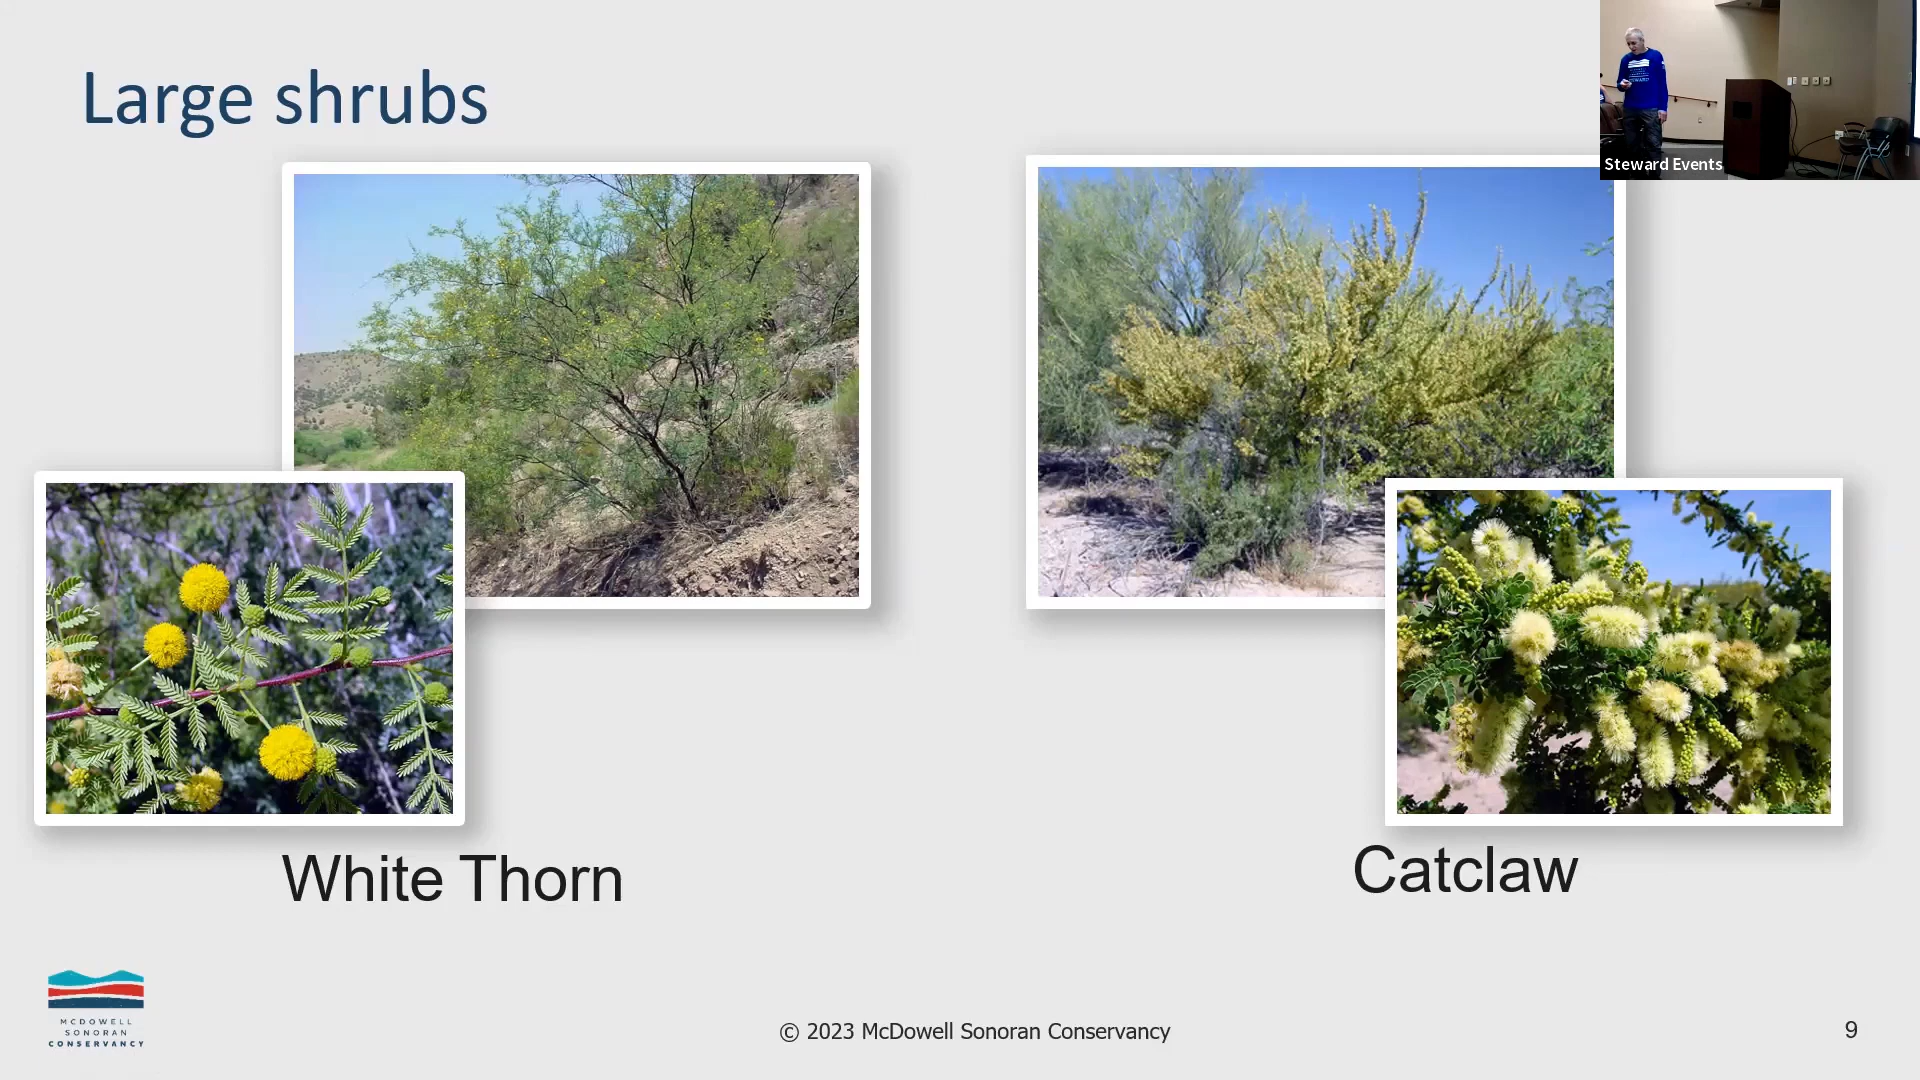 Large shrubs
Steward Events
White Thorn
Catclaw
MCDOWELL
SONORAN
CONSERVANCY
© 2023 McDowell Sonoran Conservancy
9